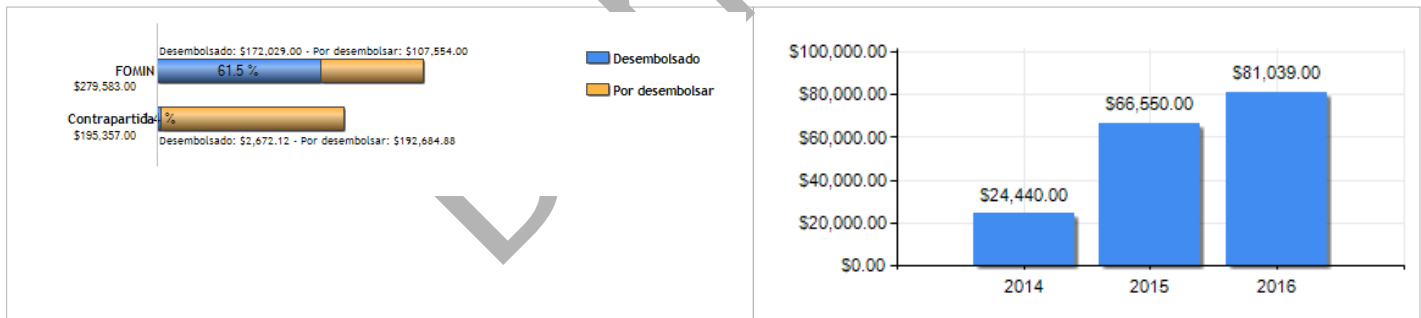 Desembolsado: $172,029.00 - Por desembolsar: $107,554.00
FOMIN
61.5 %
$279,583.00
Contrapartida
%
$195,357.00
Desembolsado: $2,672.12 - Por desembolsar: $192,684.88
Desembolsado
Por desembolsar
$100,000.00
$80,000.00
$60,000.00
$40,000.00
$20,000.00
$0.00
$24,440.00
$66,550.00
$81,039.00
2014
2015
2016